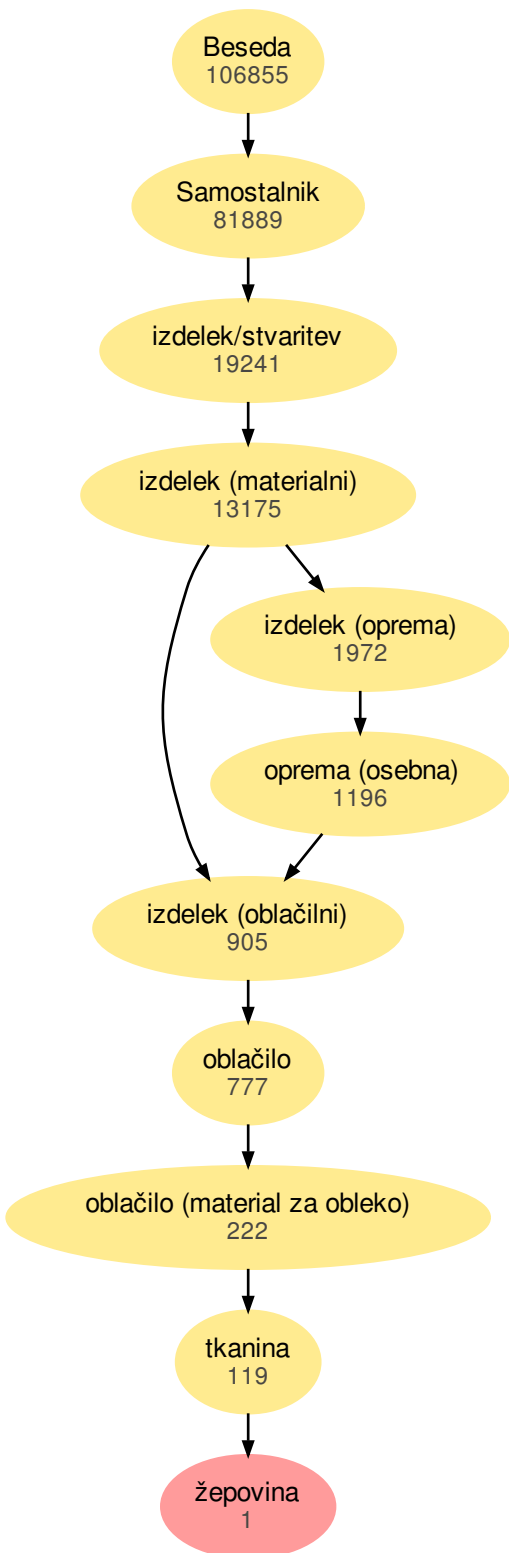 Beseda
106855
Samostalnik
81889
izdelek/stvaritev
19241
izdelek (materialni)
13175
izdelek (oprema)
1972
oprema (osebna)
1196
izdelek (oblačilni)
905
oblačilo
777
oblačilo (material za obleko)
222
tkanina
119
žepovina
1